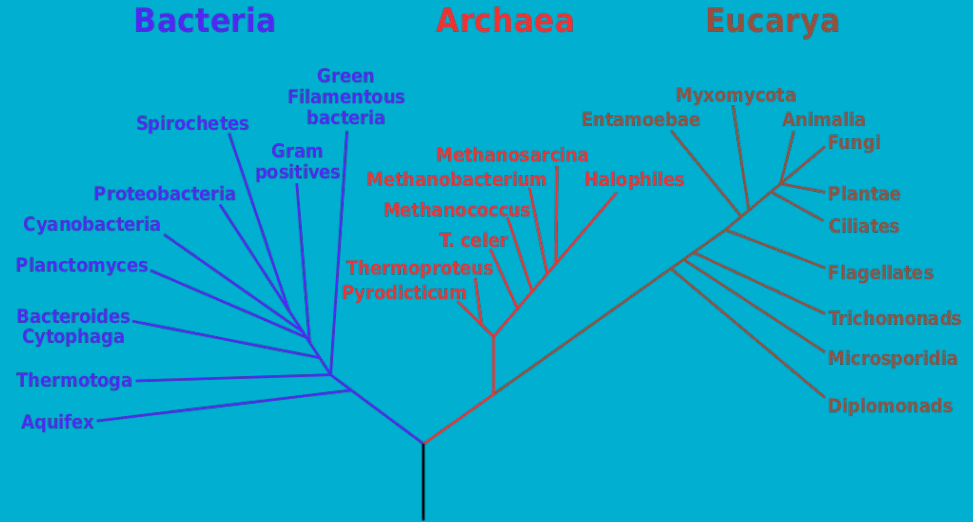 Bacteria
Archaea
Eucarya
Green
Filamentous
bacteria
Spirochetes
Gram
positives
Proteobacteria
Cyanobacteria
Planctomyces
Bacteroides
Cytophaga
Thermotoga
Aquifex
Methanosarcina
Methanobacterium
Halophiles
Methanococcus
T. celer
Thermoproteus
Pyrodicticum
Myxomycota
Entamoebae
Animalia
Fungi
Plantae
Ciliates
Flagellates
Trichomonads
Microsporidia
Diplomonads